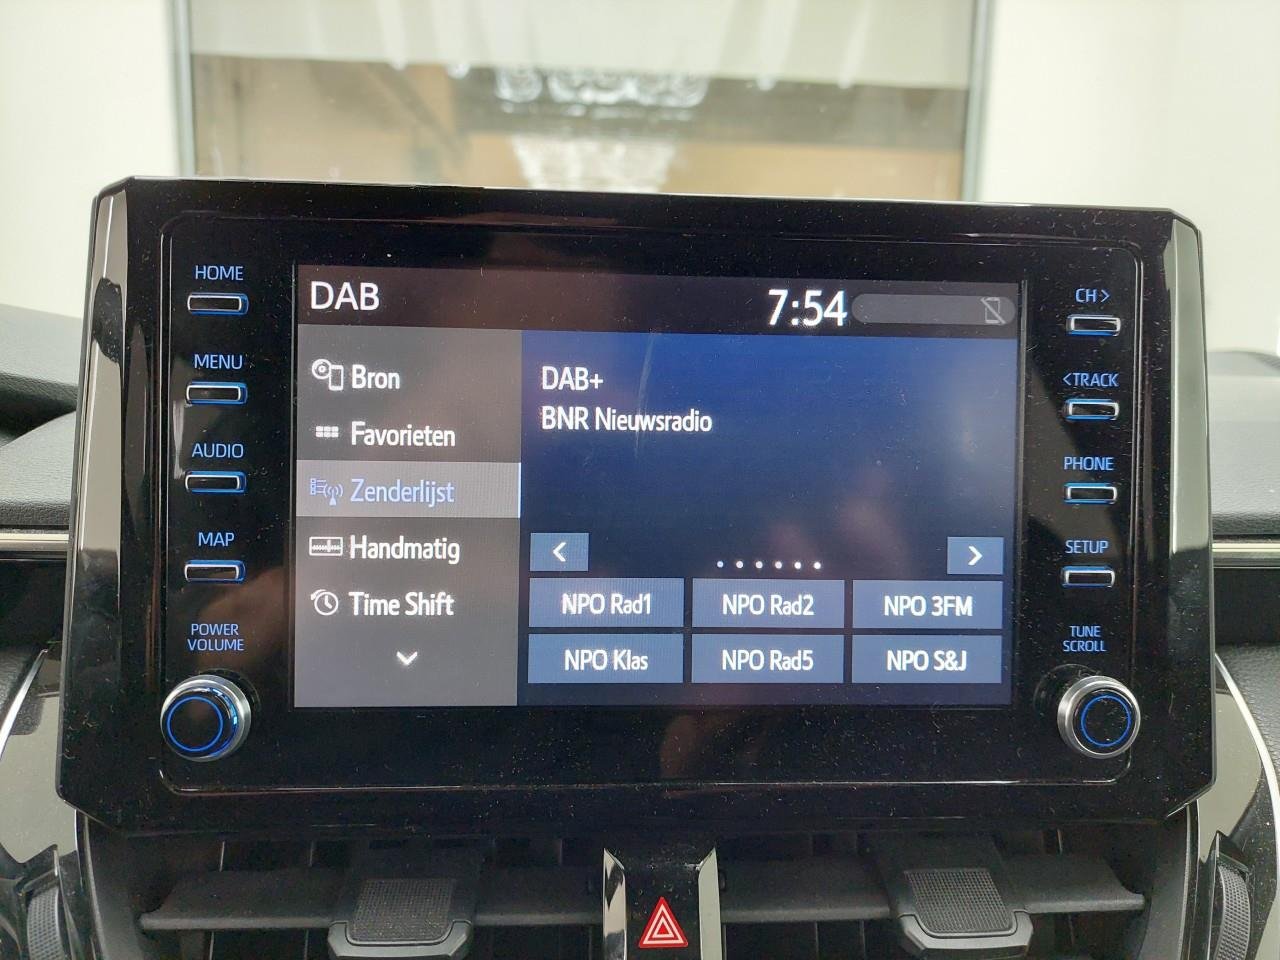 HOME
MENU
AUDIO
MAP
POWER
VOLUME
DAB
7:54
Bron
Favorieten
Zenderlijst
Handmatig
Time Shift
DAB+
BNR Nieuwsradio
<
>
NPO Rad1
NPO Rad2
NPO 3FM
NPO Klas
NPO Rad5
NPO S&J
CH>
<TRACK
PHONE
SETUP
TUNE
SCROLL